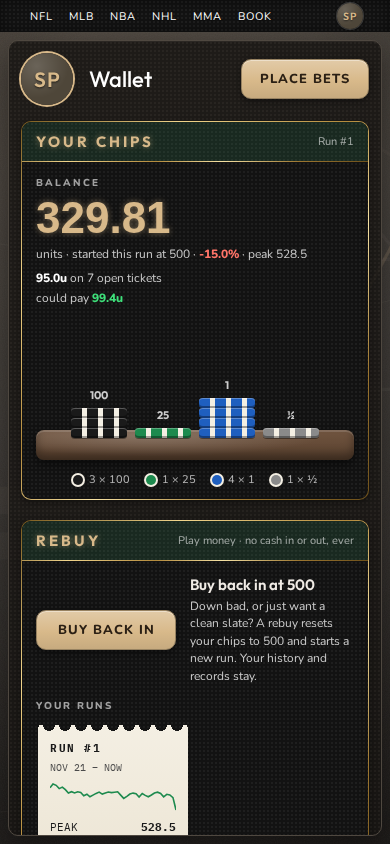 NFL MLB NBA NHL MMA BOOK SP
SP Wallet PLACE BETS
YOUR CHIPS Run #1
BALANCE
329.81
units · started this run at 500 · -15.0% · peak 528.5
95.0u on 7 open tickets
could pay 99.4u
100 25 1 ½
3 × 100 1 × 25 4 × 1 1 × ½
REBUY Play money · no cash in or out, ever
BUY BACK IN
Buy back in at 500
Down bad, or just want a
clean slate? A rebuy resets
your chips to 500 and starts a
new run. Your history and
records stay.
YOUR RUNS
RUN #1
NOV 21 – NOW
PEAK 528.5